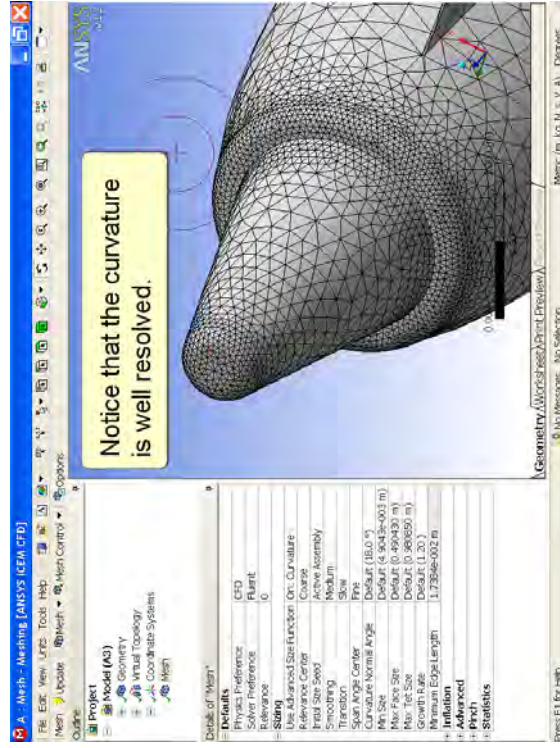 A : Mesh - Meshing [ANSYS ICEM CFD]
File Edit View Units Tools Help
Mesh Update Mesh Mesh Control Options
Outline
Project
Model (A3)
Geometry
Virtual Topology
Coordinate Systems
Mesh
Details of "Mesh"
Defaults
Physics Preference CFD
Solver Preference Fluent
Relevance 0
Sizing
Use Advanced Size Function On: Curvature
Relevance Center Coarse
Initial Size Seed Active Assembly
Smoothing Medium
Transition Slow
Span Angle Center Fine
Curvature Normal Angle Default (18.0 °)
Min Size Default (4.9043e-003 m)
Max Face Size Default (0.490430 m)
Max Tet Size Default (0.980850 m)
Growth Rate Default (1.20 )
Minimum Edge Length 1.7384e-002 m
Inflation
Advanced
Pinch
Statistics
Notice that the curvature
is well resolved.
ANSYS
Geometry Worksheet Print Preview
Press F1 for Help
No Messages No Selection
Degrees